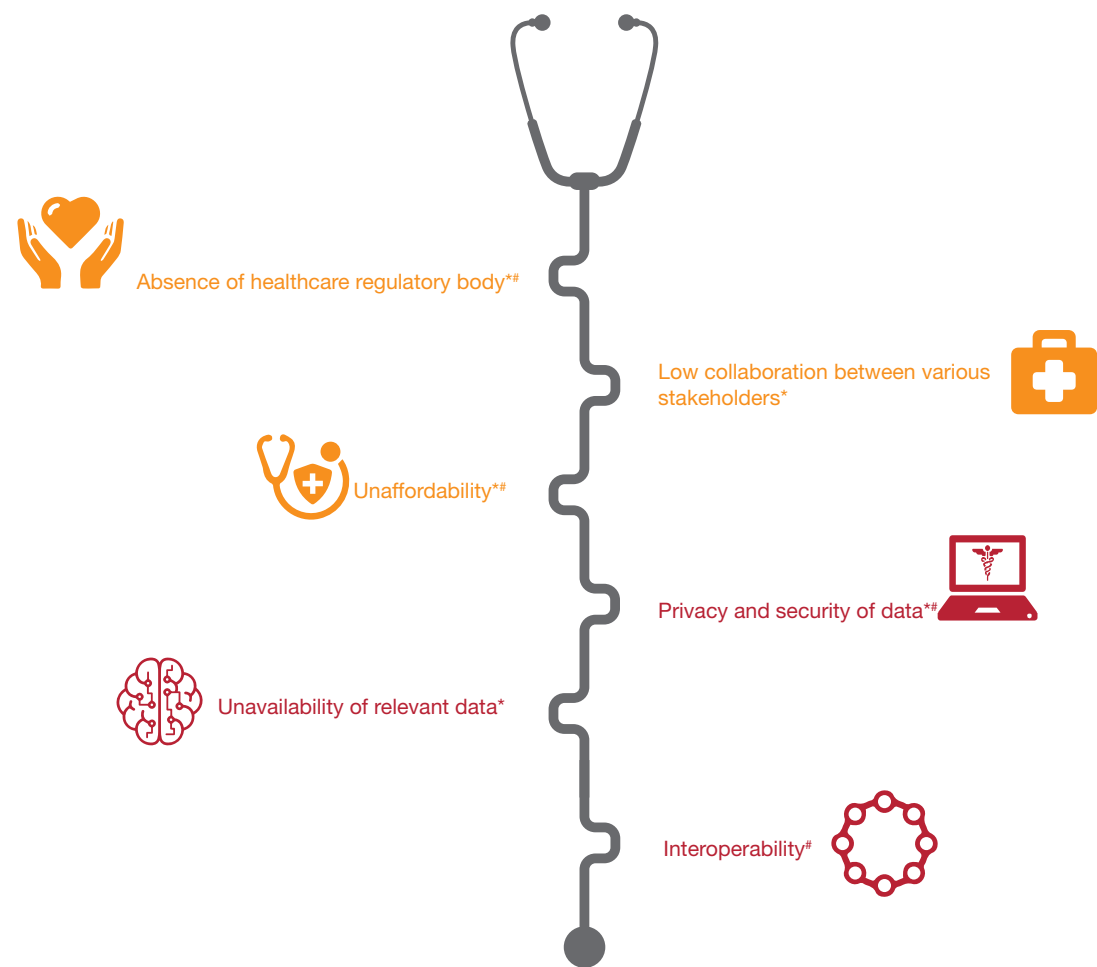 Absence of healthcare regulatory body*#
Low collaboration between various
stakeholders*
Unaffordability*#
Privacy and security of data*#
Unavailability of relevant data*
Interoperability#